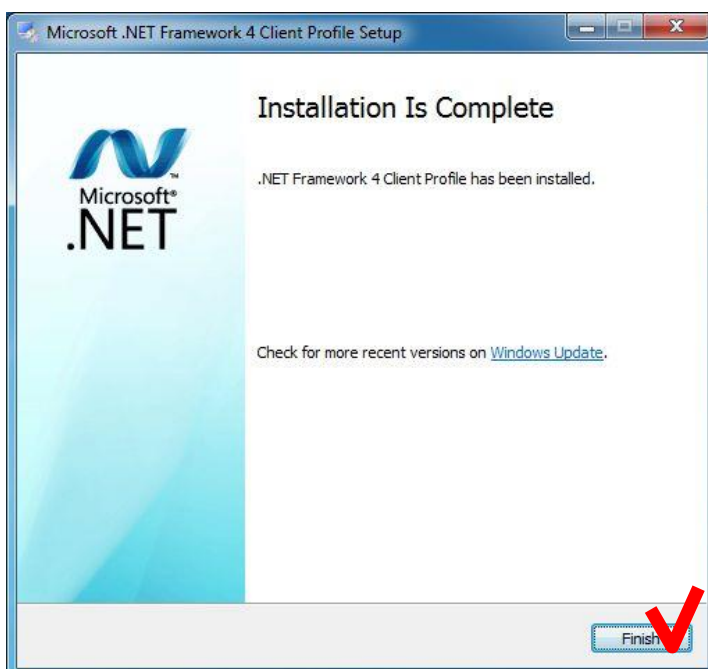 Microsoft .NET Framework 4 Client Profile Setup
Installation Is Complete
.NET Framework 4 Client Profile has been installed.
Microsoft®
.NET
Check for more recent versions on Windows Update.
Finish